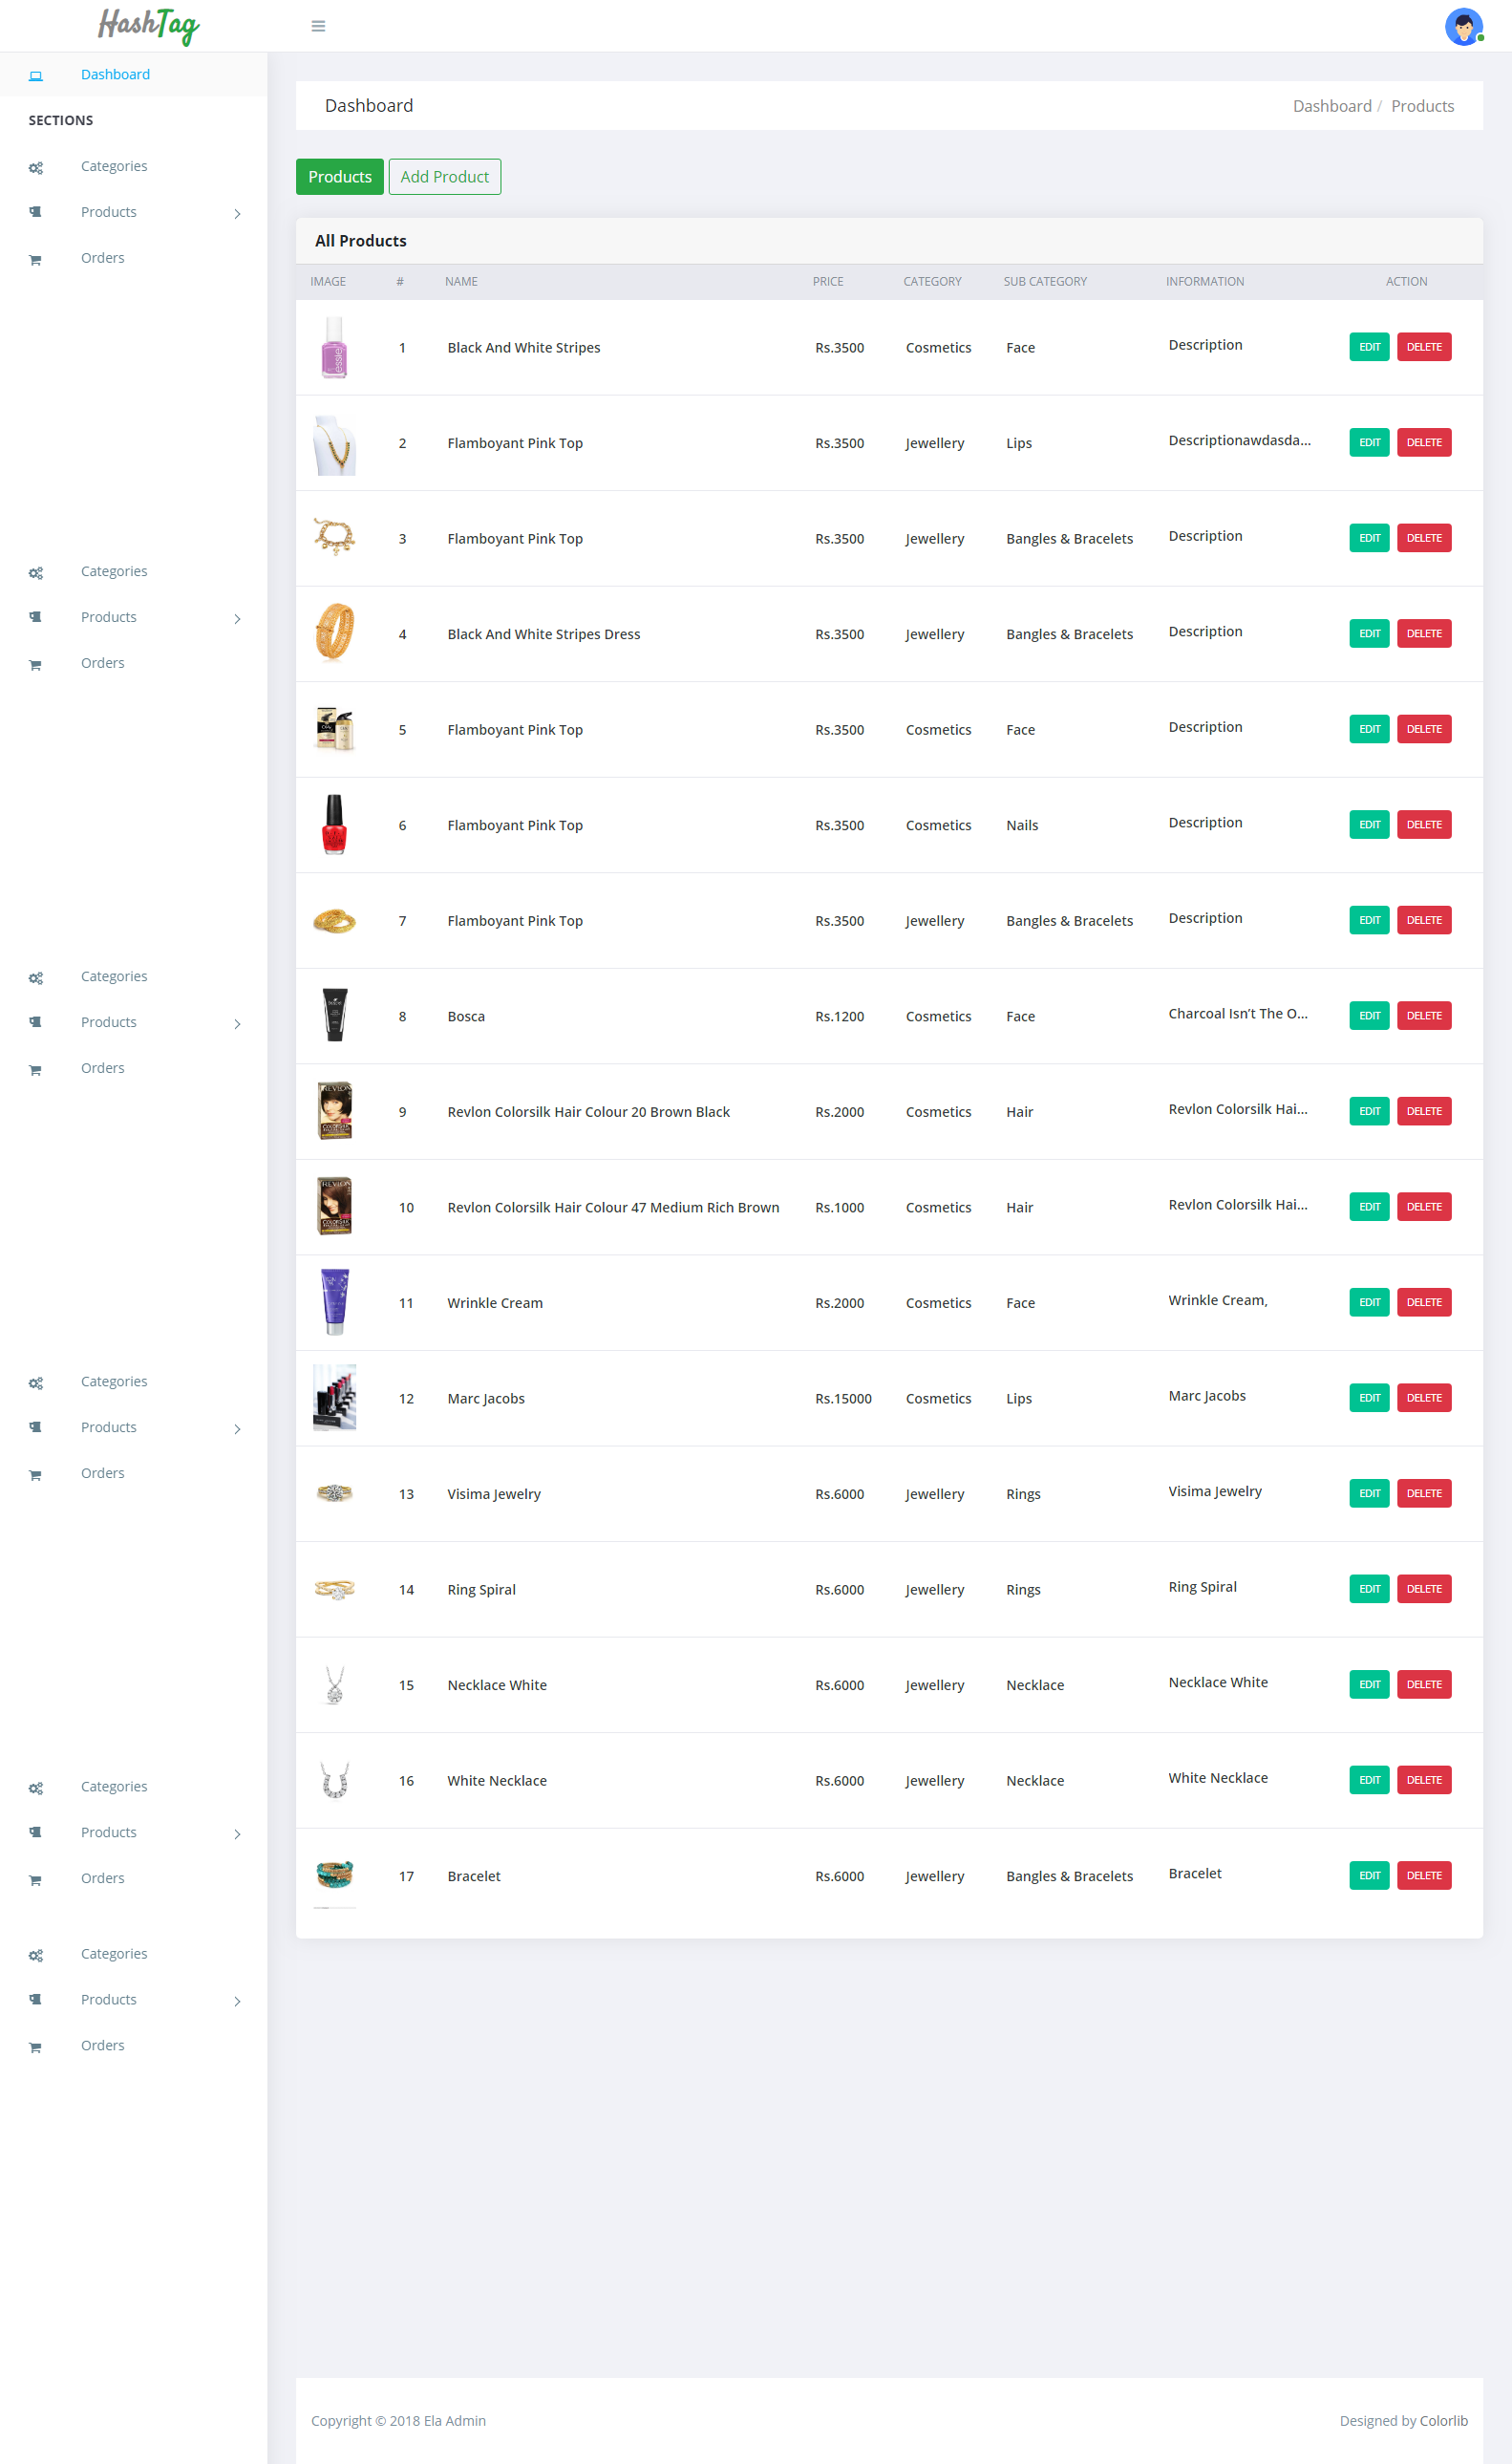 HashTag
Dashboard
SECTIONS
Categories
Products
Orders
Categories
Products
Orders
Categories
Products
Orders
Categories
Products
Orders
Categories
Products
Orders
Categories
Products
Orders
Dashboard
Dashboard / Products
Products Add Product
All Products
IMAGE # NAME PRICE CATEGORY SUB CATEGORY INFORMATION ACTION
essie 1 Black And White Stripes Rs.3500 Cosmetics Face Description EDIT DELETE
2 Flamboyant Pink Top Rs.3500 Jewellery Lips Descriptionawdasda... EDIT DELETE
3 Flamboyant Pink Top Rs.3500 Jewellery Bangles & Bracelets Description EDIT DELETE
4 Black And White Stripes Dress Rs.3500 Jewellery Bangles & Bracelets Description EDIT DELETE
5 Flamboyant Pink Top Rs.3500 Cosmetics Face Description EDIT DELETE
6 Flamboyant Pink Top Rs.3500 Cosmetics Nails Description EDIT DELETE
7 Flamboyant Pink Top Rs.3500 Jewellery Bangles & Bracelets Description EDIT DELETE
8 Bosca Rs.1200 Cosmetics Face Charcoal Isn't The O... EDIT DELETE
REVLON COLORSILK 9 Revlon Colorsilk Hair Colour 20 Brown Black Rs.2000 Cosmetics Hair Revlon Colorsilk Hai... EDIT DELETE
REVLON COLORSILK 10 Revlon Colorsilk Hair Colour 47 Medium Rich Brown Rs.1000 Cosmetics Hair Revlon Colorsilk Hai... EDIT DELETE
11 Wrinkle Cream Rs.2000 Cosmetics Face Wrinkle Cream, EDIT DELETE
12 Marc Jacobs Rs.15000 Cosmetics Lips Marc Jacobs EDIT DELETE
13 Visima Jewelry Rs.6000 Jewellery Rings Visima Jewelry EDIT DELETE
14 Ring Spiral Rs.6000 Jewellery Rings Ring Spiral EDIT DELETE
15 Necklace White Rs.6000 Jewellery Necklace Necklace White EDIT DELETE
16 White Necklace Rs.6000 Jewellery Necklace White Necklace EDIT DELETE
17 Bracelet Rs.6000 Jewellery Bangles & Bracelets Bracelet EDIT DELETE
Copyright © 2018 Ela Admin
Designed by Colorlib